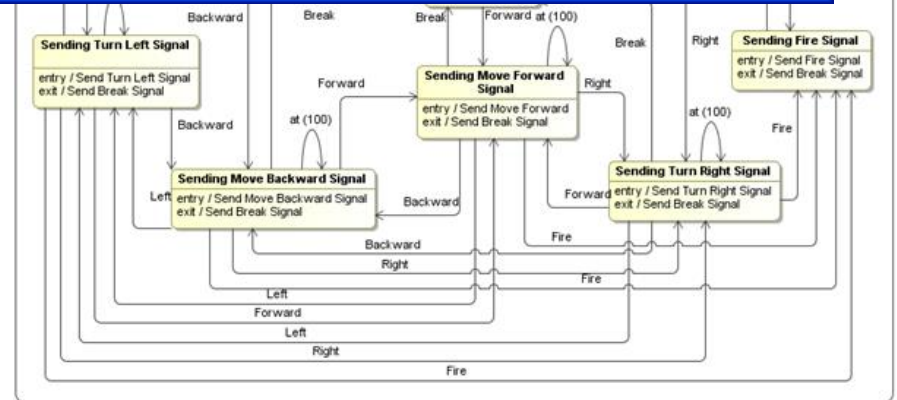 Backward
Break
Break
Forward
at (100)
Break
Right
Sending Turn Left Signal
entry / Send Turn Left Signal
exit / Send Break Signal
Sending Fire Signal
entry / Send Fire Signal
exit / Send Break Signal
Sending Move Forward
Signal
entry / Send Move Forward
exit / Send Break Signal
Forward
Right
at (100)
at (100)
Backward
Fire
Sending Move Backward Signal
entry / Send Move Backward Signal
exit / Send Break Signal
Sending Turn Right Signal
entry / Send Turn Right Signal
exit / Send Break Signal
Left
Backward
Forward
Backward
Fire
Right
Fire
Left
Forward
Left
Right
Fire